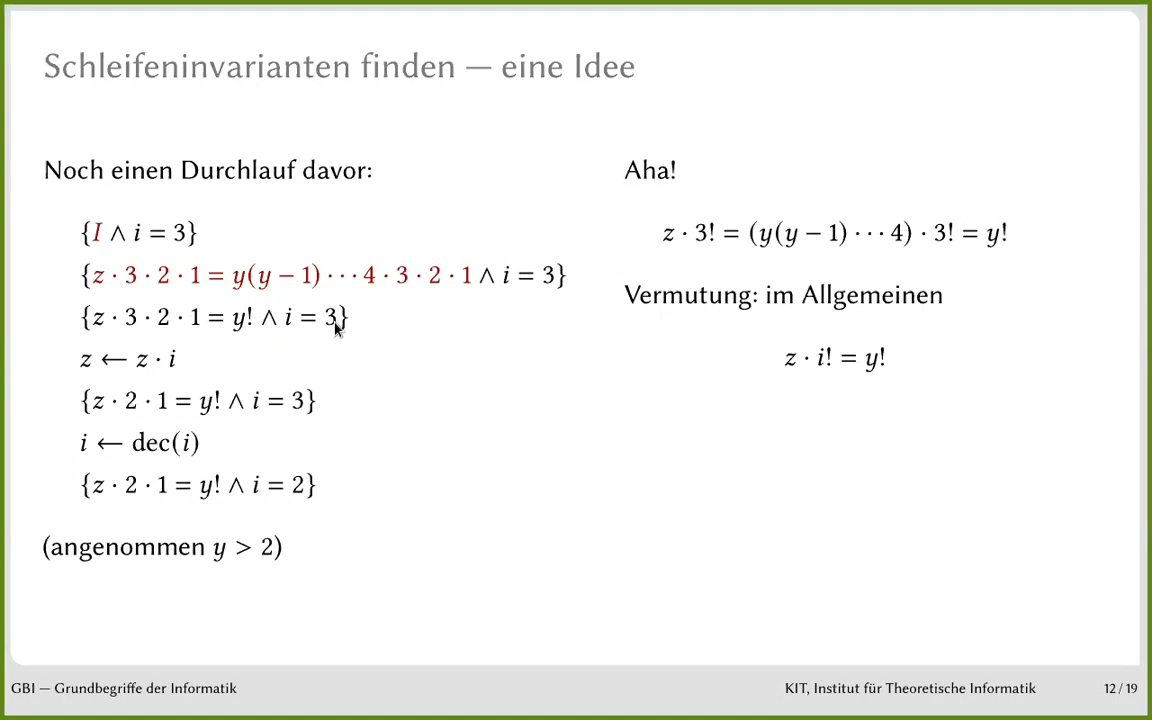 Schleifeninvarianten finden — eine Idee
Noch einen Durchlauf davor:
{I ∧ i = 3}
{z · 3 · 2 · 1 = y(y − 1) · · · 4 · 3 · 2 · 1 ∧ i = 3}
{z · 3 · 2 · 1 = y! ∧ i = 3}
z ← z · i
{z · 2 · 1 = y! ∧ i = 3}
i ← dec(i)
{z · 2 · 1 = y! ∧ i = 2}
(angenommen y > 2)
Aha!
z · 3! = (y(y − 1) · · · 4) · 3! = y!
Vermutung: im Allgemeinen
z · i! = y!
GBI — Grundbegriffe der Informatik
KIT, Institut für Theoretische Informatik
12 / 19